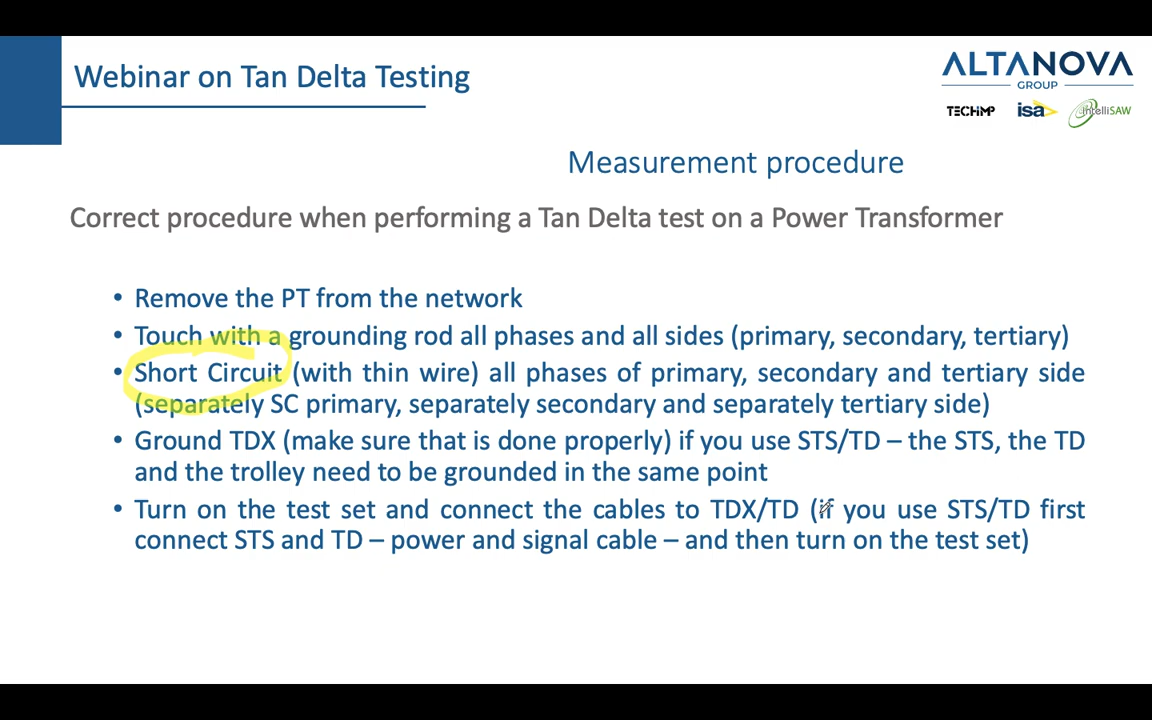 Webinar on Tan Delta Testing
ALTANOVA
GROUP
TECHIMP isa intelliSAW
Measurement procedure
Correct procedure when performing a Tan Delta test on a Power Transformer
• Remove the PT from the network
• Touch with a grounding rod all phases and all sides (primary, secondary, tertiary)
• Short Circuit (with thin wire) all phases of primary, secondary and tertiary side
(separately SC primary, separately secondary and separately tertiary side)
• Ground TDX (make sure that is done properly) if you use STS/TD – the STS, the TD
and the trolley need to be grounded in the same point
• Turn on the test set and connect the cables to TDX/TD (if you use STS/TD first
connect STS and TD – power and signal cable – and then turn on the test set)